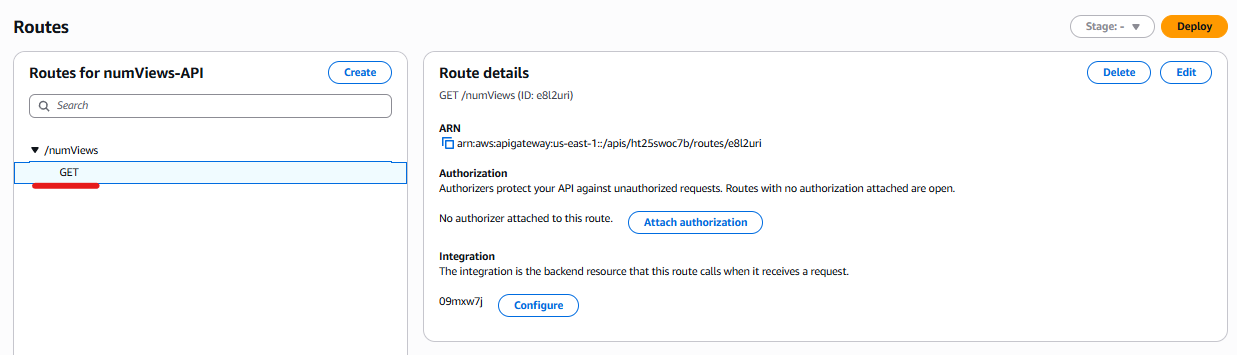 Routes
Stage: -
Deploy
Routes for numViews-API
Create
Search
/numViews
GET
Route details
Delete
Edit
GET /numViews (ID: e8l2uri)
ARN
arn:aws:apigateway:us-east-1::/apis/ht25swoc7b/routes/e8l2uri
Authorization
Authorizers protect your API against unauthorized requests. Routes with no authorization attached are open.
No authorizer attached to this route.
Attach authorization
Integration
The integration is the backend resource that this route calls when it receives a request.
09mxw7j
Configure